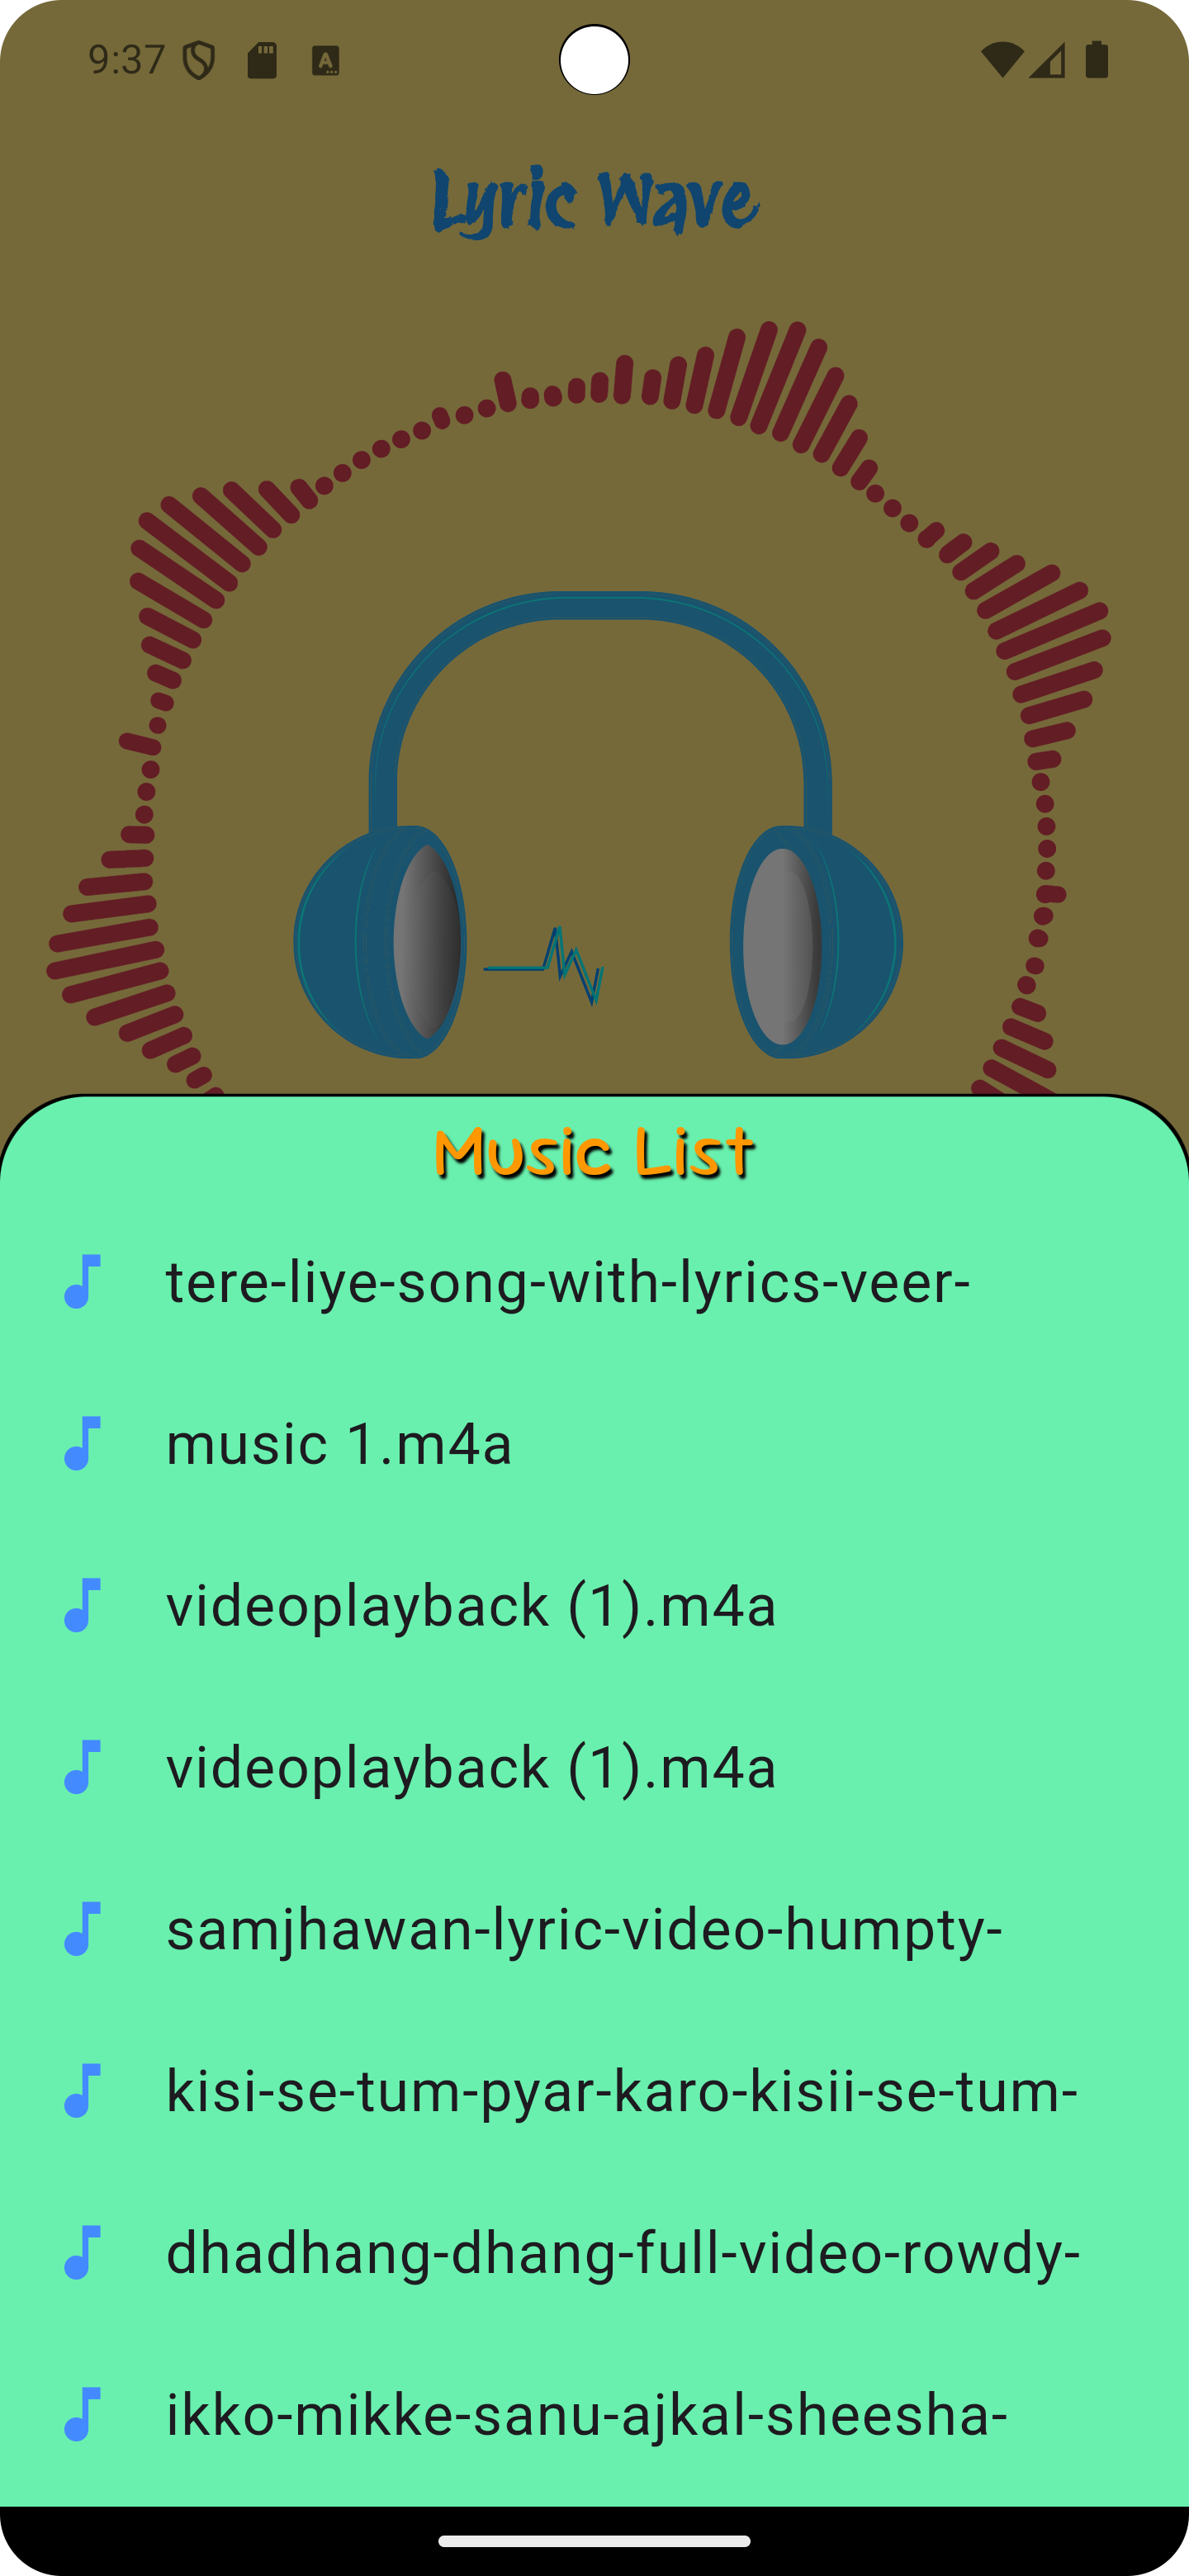 9:37
Lyric Wave
Music List
tere-liye-song-with-lyrics-veer-
music 1.m4a
videoplayback (1).m4a
videoplayback (1).m4a
samjhawan-lyric-video-humpty-
kisi-se-tum-pyar-karo-kisii-se-tum-
dhadhang-dhang-full-video-rowdy-
ikko-mikke-sanu-ajkal-sheesha-